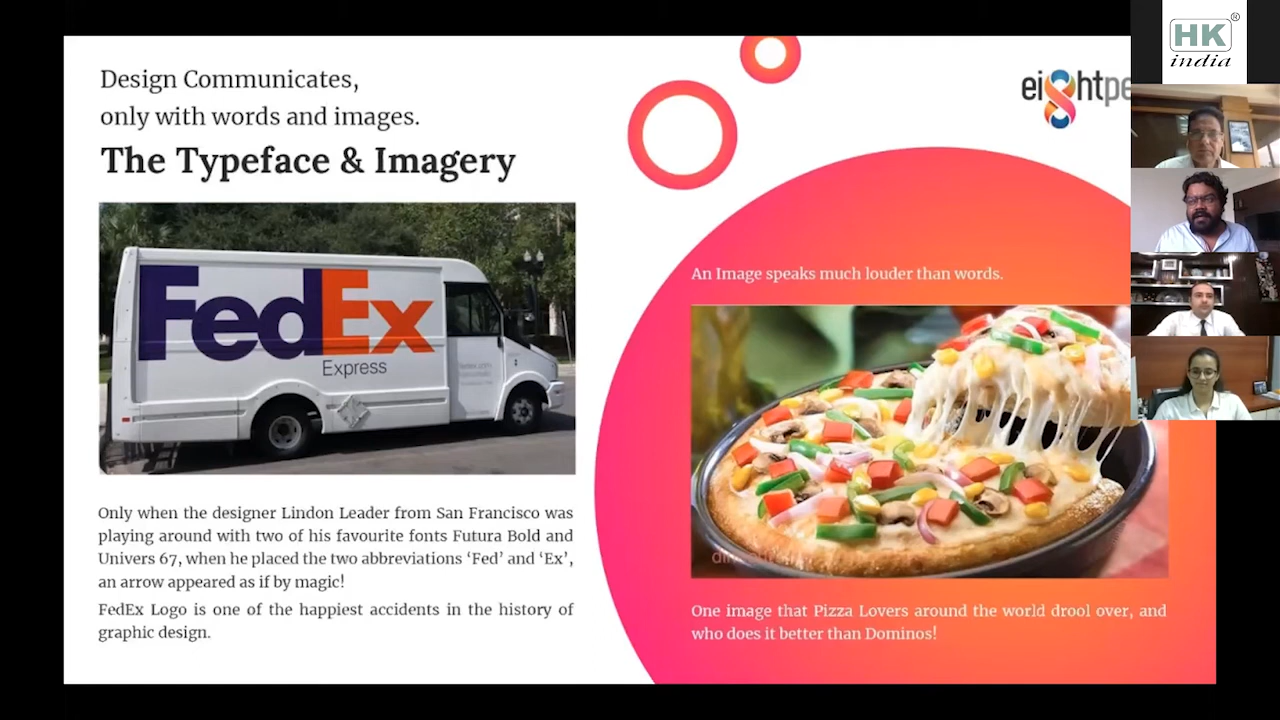 Design Communicates,
only with words and images.
The Typeface & Imagery
FedEx
Express
Only when the designer Lindon Leader from San Francisco was
playing around with two of his favourite fonts Futura Bold and
Univers 67, when he placed the two abbreviations ‘Fed’ and ‘Ex’,
an arrow appeared as if by magic!
FedEx Logo is one of the happiest accidents in the history of
graphic design.
ei8htpe
An Image speaks much louder than words.
One image that Pizza Lovers around the world drool over, and
who does it better than Dominos!
HK®
india